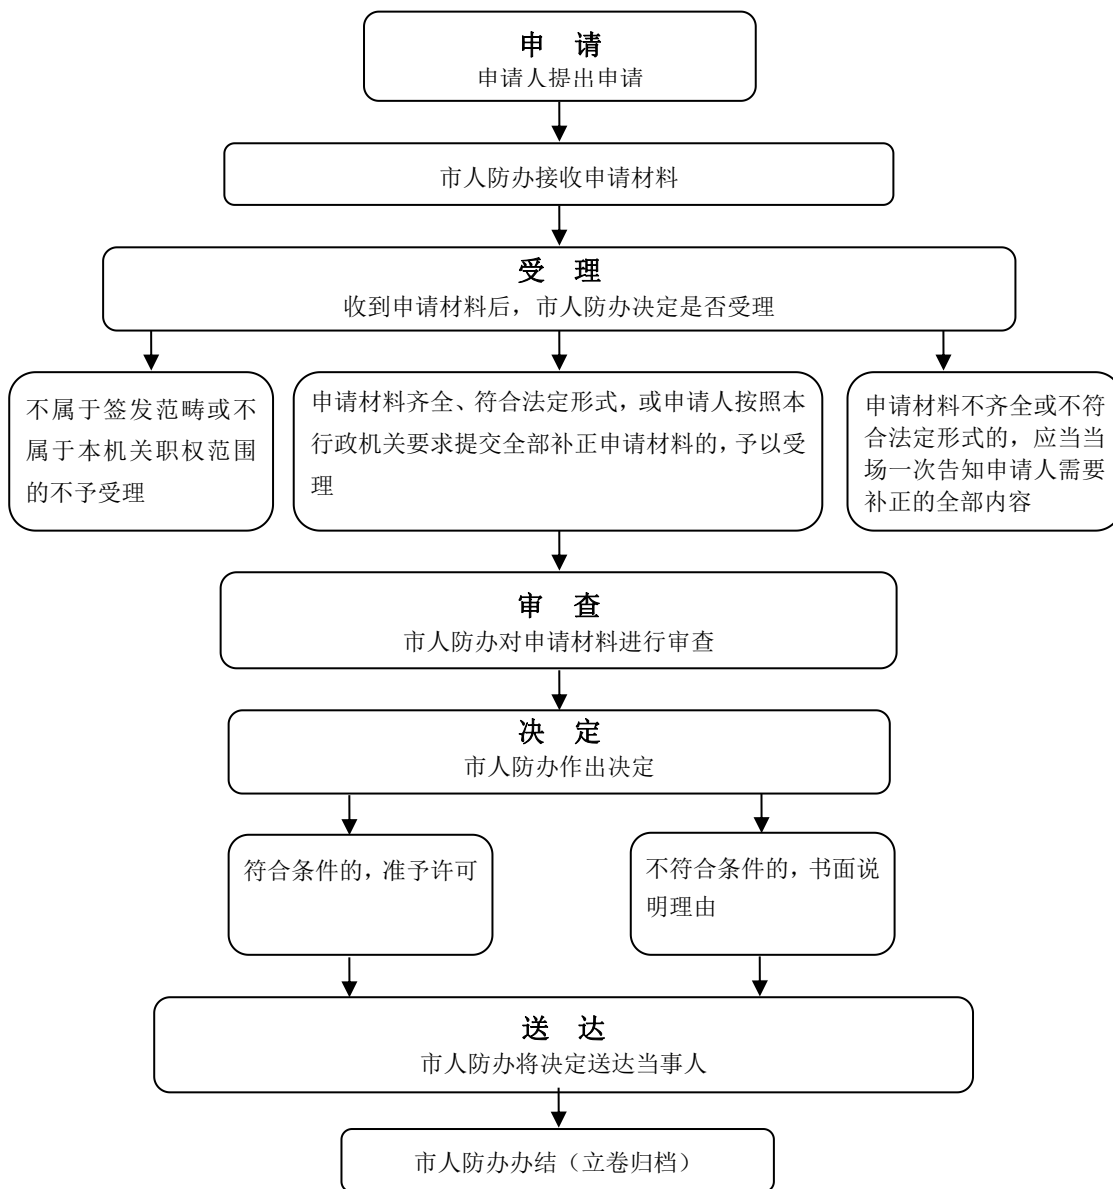 申 请
申请人提出申请
市人防办接收申请材料
受 理
收到申请材料后，市人防办决定是否受理
不属于签发范畴或不
属于本机关职权范围
的不予受理
申请材料齐全、符合法定形式，或申请人按照本
行政机关要求提交全部补正申请材料的，予以受
理
申请材料不齐全或不符
合法定形式的，应当当
场一次告知申请人需要
补正的全部内容
审 查
市人防办对申请材料进行审查
决 定
市人防办作出决定
符合条件的，准予许可
不符合条件的，书面说
明理由
送 达
市人防办将决定送达当事人
市人防办办结（立卷归档）